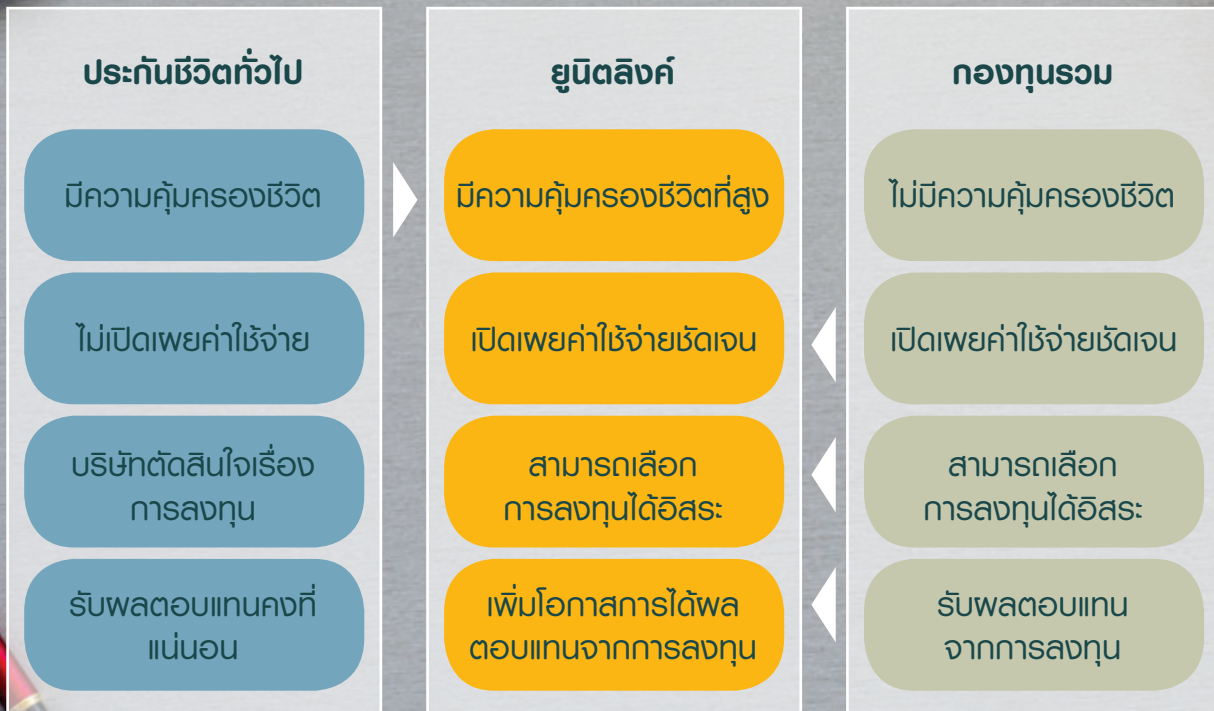 ประกันชีวิตทั่วไป
มีความคุ้มครองชีวิต
ไม่เปิดเผยค่าใช้จ่าย
บริษัทตัดสินใจเรื่อง
การลงทุน
รับผลตอบแทนคงที่
แน่นอน
ยูนิตลิงค์
มีความคุ้มครองชีวิตที่สูง
เปิดเผยค่าใช้จ่ายชัดเจน
สามารถเลือก
การลงทุนได้อิสระ
เพิ่มโอกาสการได้ผล
ตอบแทนจากการลงทุน
กองทุนรวม
ไม่มีความคุ้มครองชีวิต
เปิดเผยค่าใช้จ่ายชัดเจน
สามารถเลือก
การลงทุนได้อิสระ
รับผลตอบแทน
จากการลงทุน